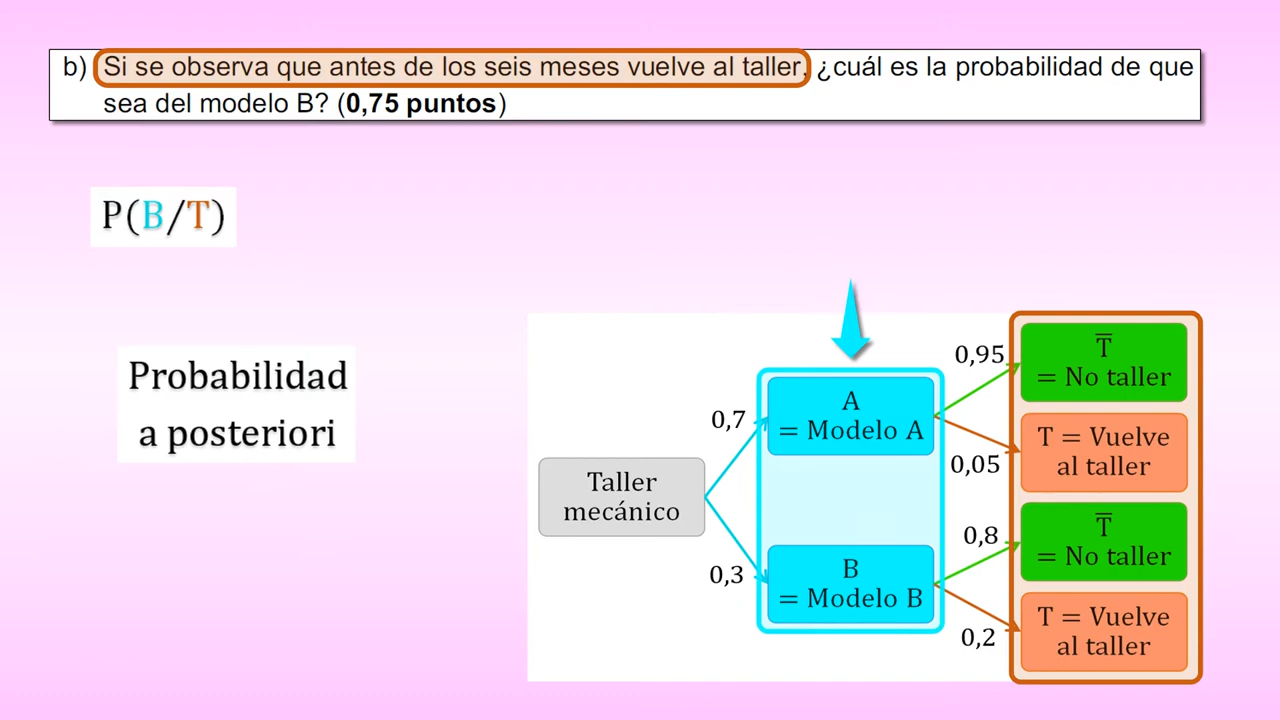 b) Si se observa que antes de los seis meses vuelve al taller, ¿cuál es la probabilidad de que
sea del modelo B? (0,75 puntos)
P(B/T)
Probabilidad
a posteriori
Taller
mecánico
0,7
0,3
A
= Modelo A
B
= Modelo B
0,95
0,05
0,8
0,2
T̅
= No taller
T = Vuelve
al taller
T̅
= No taller
T = Vuelve
al taller